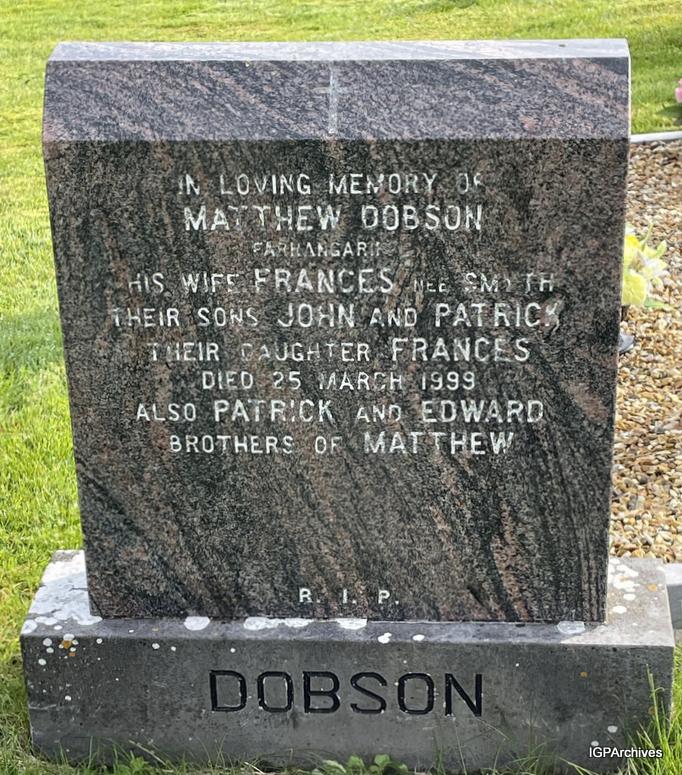 IN LOVING MEMORY OF
MATTHEW DOBSON
HIS WIFE FRANCES NEE SMYTH
THEIR SONS JOHN AND PATRICK
THEIR DAUGHTER FRANCES
DIED 25 MARCH 1999
ALSO PATRICK AND EDWARD
BROTHERS OF MATTHEW
R. I. P.
DOBSON
IGPArchives